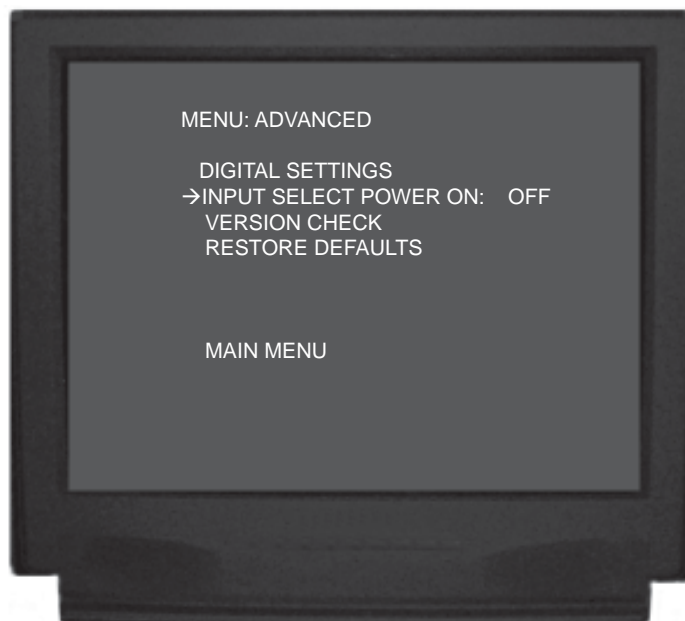 MENU: ADVANCED
DIGITAL SETTINGS
→INPUT SELECT POWER ON: OFF
VERSION CHECK
RESTORE DEFAULTS
MAIN MENU